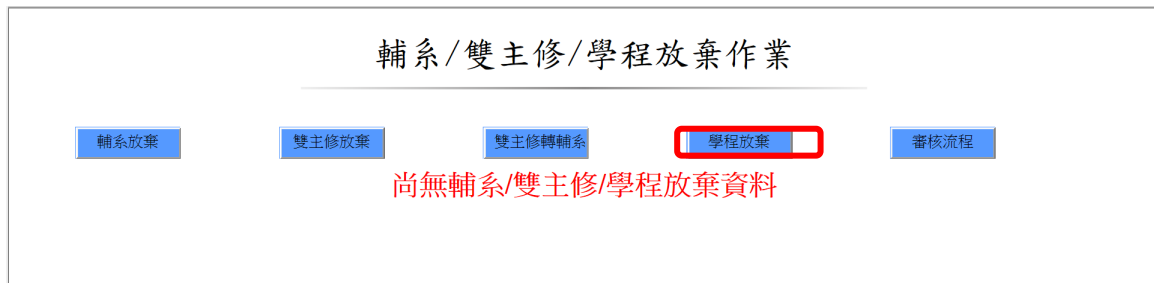 輔系/雙主修/學程放棄作業
輔系放棄 雙主修放棄 雙主修轉輔系 學程放棄 審核流程
尚無輔系/雙主修/學程放棄資料